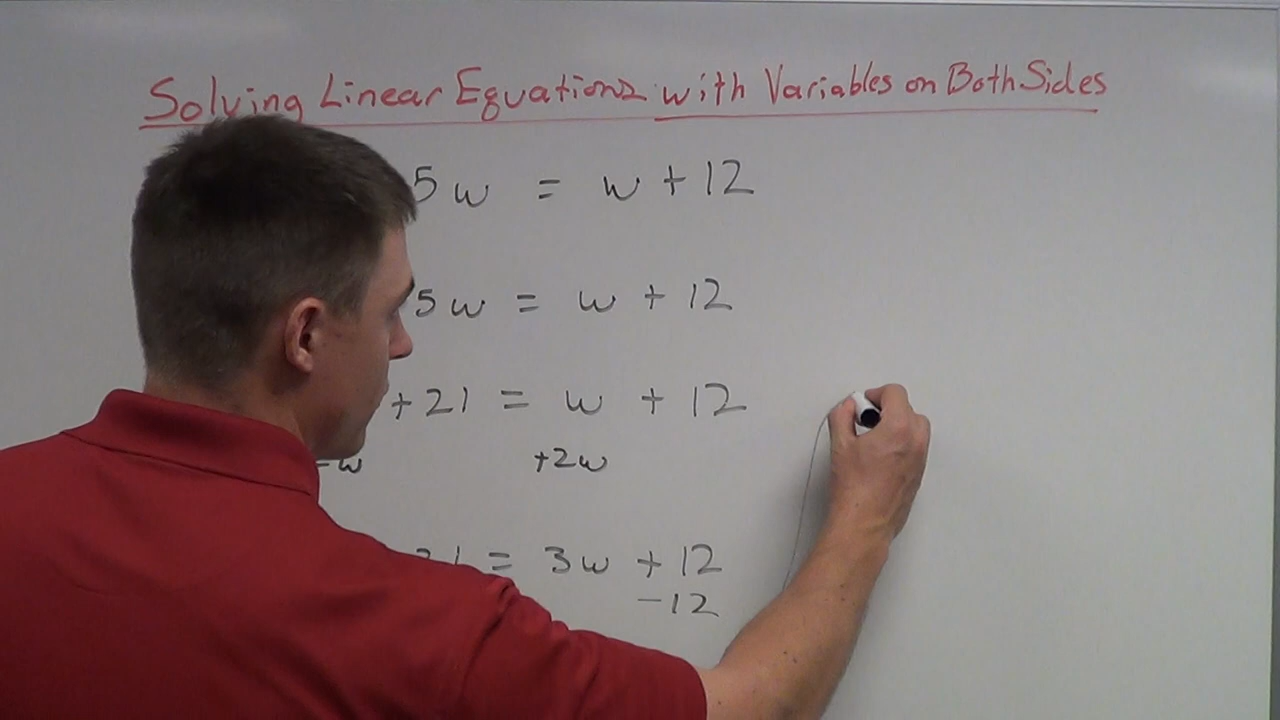 Solving Linear Equations with Variables on Both Sides
5w = w + 12
5w = w + 12
+21 = w + 12
-w +2w
21 = 3w + 12
-12